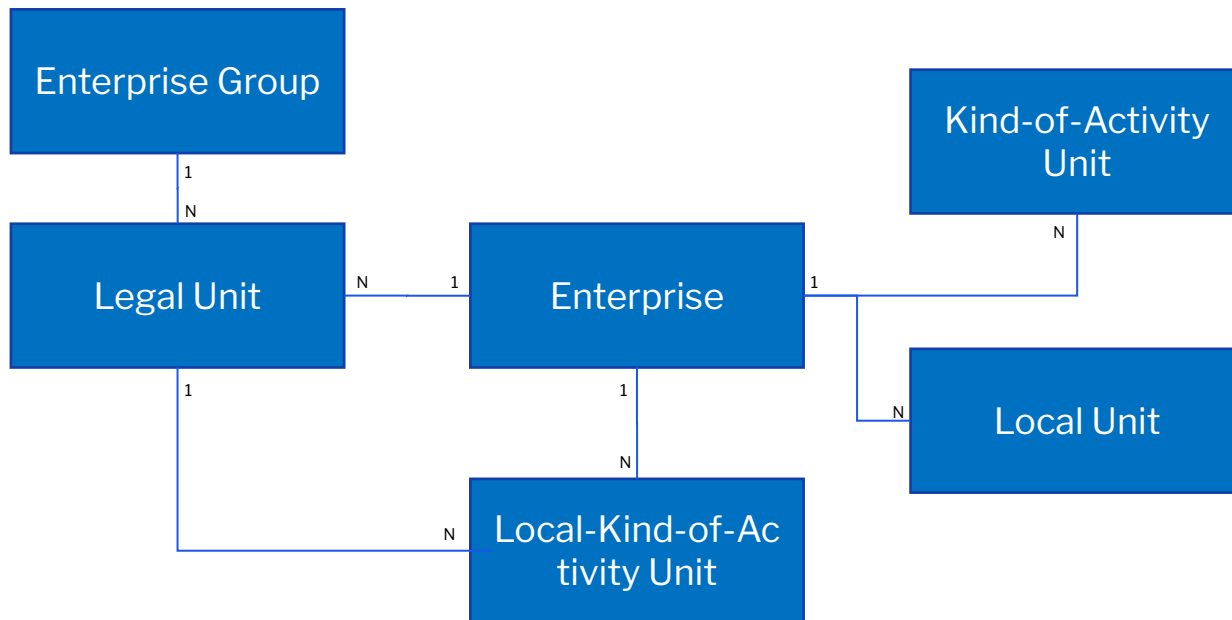 Enterprise Group
Kind-of-Activity
Unit
1
N
N
Legal Unit
N
1
Enterprise
1
1
1
Local Unit
N
N
N
Local-Kind-of-Ac
tivity Unit